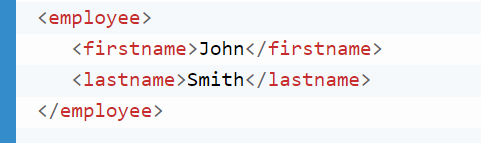 <employee>
<firstname>John</firstname>
<lastname>Smith</lastname>
</employee>